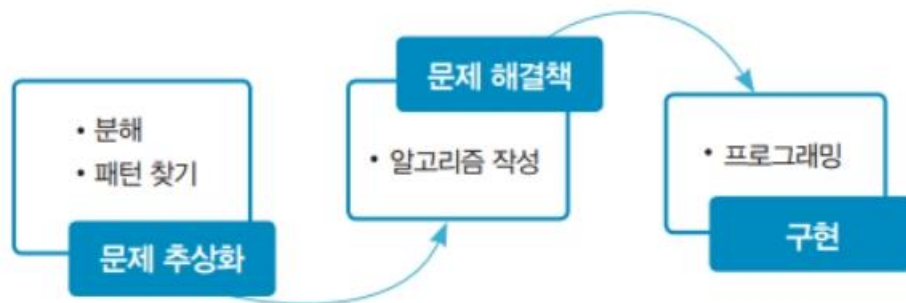 • 분해
• 패턴 찾기
문제 추상화
문제 해결책
• 알고리즘 작성
• 프로그래밍
구현